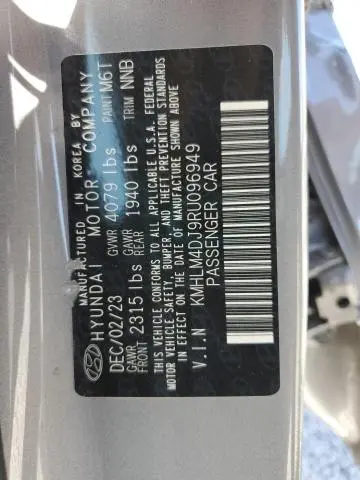 MANUFACTURED IN KOREA BY
HYUNDAI MOTOR COMPANY
DEC/02/23 GVWR 4079 lbs PAINT M6T
GAWR FRONT 2315 lbs GAWR REAR 1940 lbs TRIM NNB
THIS VEHICLE CONFORMS TO ALL APPLICABLE U.S.A. FEDERAL
MOTOR VEHICLE SAFETY, BUMPER, AND THEFT PREVENTION STANDARDS
IN EFFECT ON THE DATE OF MANUFACTURE SHOWN ABOVE.
V.I.N KMHLM4DJ9RU096949
PASSENGER CAR